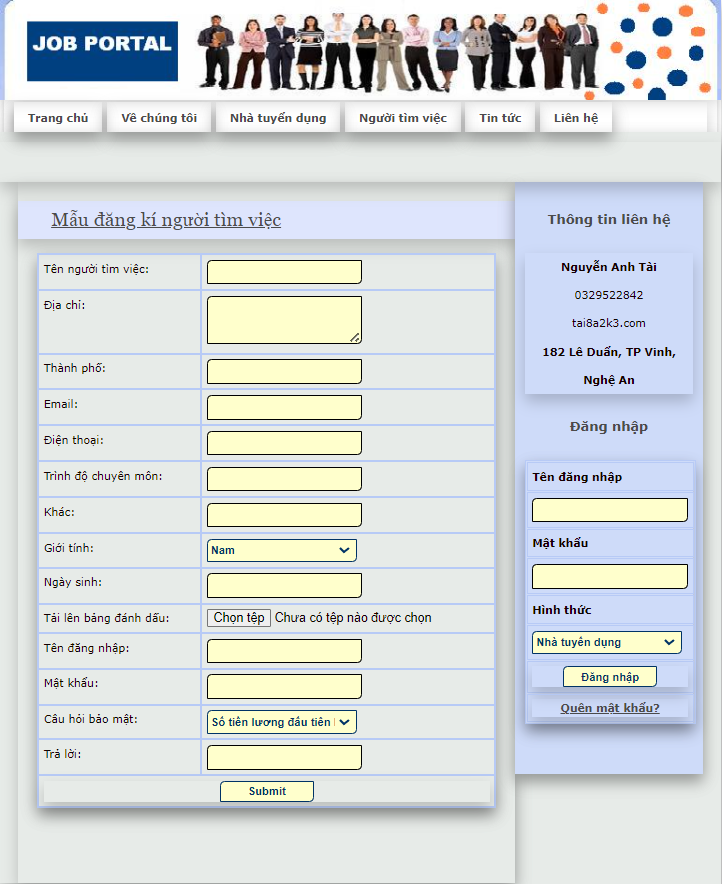 JOB PORTAL
Trang chủ
Về chúng tôi
Nhà tuyển dụng
Người tìm việc
Tin tức
Liên hệ
Mẫu đăng kí người tìm việc
Tên người tìm việc:
Địa chỉ:
Thành phố:
Email:
Điện thoại:
Trình độ chuyên môn:
Khác:
Giới tính:
Nam
Ngày sinh:
Tải lên bảng đánh dấu:
Chọn tệp Chưa có tệp nào được chọn
Tên đăng nhập:
Mật khẩu:
Câu hỏi bảo mật:
Số tiền lương đầu tiên
Trả lời:
Submit
Thông tin liên hệ
Nguyễn Anh Tài
0329522842
tai8a2k3.com
182 Lê Duẩn, TP Vinh,
Nghệ An
Đăng nhập
Tên đăng nhập
Mật khẩu
Hình thức
Nhà tuyển dụng
Đăng nhập
Quên mật khẩu?